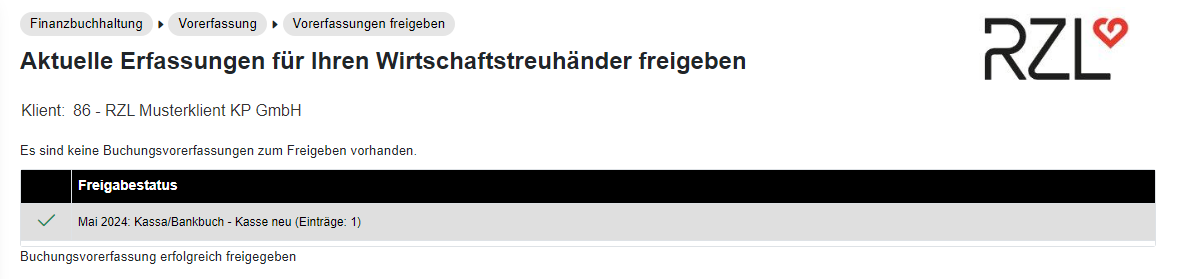 Finanzbuchhaltung Vorerfassung Vorerfassungen freigeben
RZL
Aktuelle Erfassungen für Ihren Wirtschaftstreuhänder freigeben
Klient: 86 - RZL Musterklient KP GmbH
Es sind keine Buchungsvorerfassungen zum Freigeben vorhanden.
Freigabestatus
Mai 2024: Kassa/Bankbuch - Kasse neu (Einträge: 1)
Buchungsvorerfassung erfolgreich freigegeben